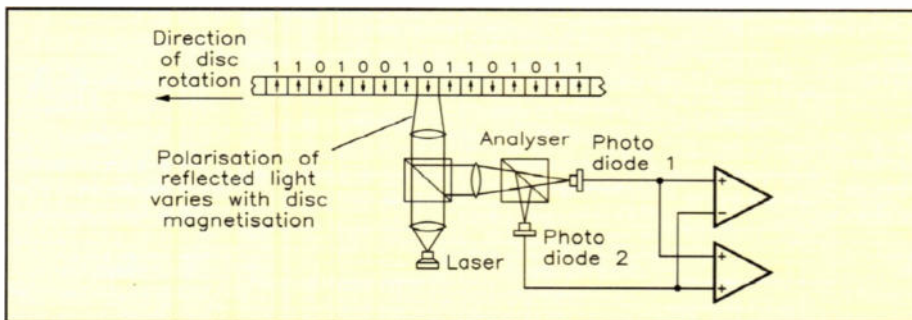 Direction
of disc
rotation
1 1 0 1 0 0 1 0 1 1 0 1 0 1 1
Polarisation of
reflected light
varies with disc
magnetisation
Analyser
Photo
diode 1
Laser
Photo
diode 2
+
−
+
+